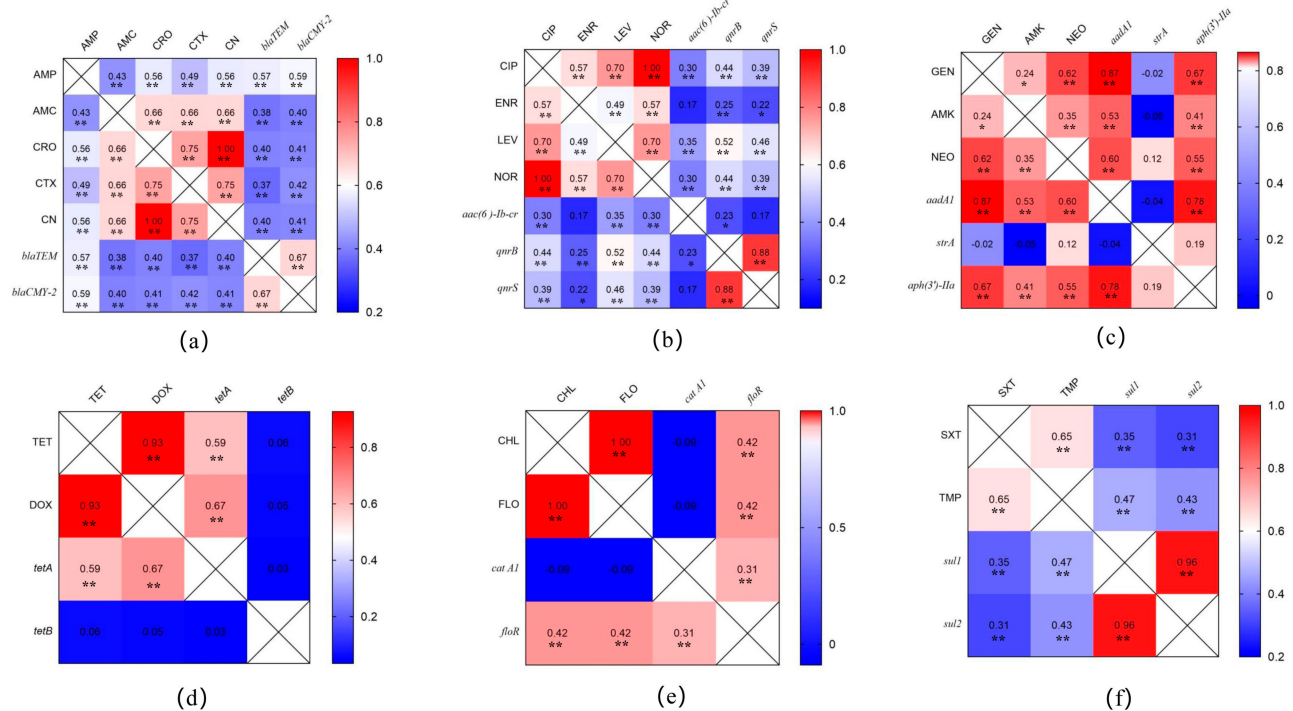 AMP AMC CRO CTX CN blaTEM blaCMY-2
AMP 0.43 ** 0.56 ** 0.49 ** 0.56 ** 0.57 ** 0.59 **
AMC 0.43 ** 0.66 ** 0.66 ** 0.66 ** 0.38 ** 0.40 **
CRO 0.56 ** 0.66 ** 0.75 ** 1.00 ** 0.40 ** 0.41 **
CTX 0.49 ** 0.66 ** 0.75 ** 0.75 ** 0.37 ** 0.42 **
CN 0.56 ** 0.66 ** 1.00 ** 0.75 ** 0.40 ** 0.41 **
blaTEM 0.57 ** 0.38 ** 0.40 ** 0.37 ** 0.40 ** 0.67 **
blaCMY-2 0.59 ** 0.40 ** 0.41 ** 0.42 ** 0.41 ** 0.67 **
1.0
0.8
0.6
0.4
0.2
(a)
CIP ENR LEV NOR aac(6')-Ib-cr qnrB qnrS
CIP 0.57 ** 0.70 ** 1.00 ** 0.30 ** 0.44 ** 0.39 **
ENR 0.57 ** 0.49 ** 0.57 ** 0.17 0.25 ** 0.22 *
LEV 0.70 ** 0.49 ** 0.70 ** 0.35 ** 0.52 ** 0.46 **
NOR 1.00 ** 0.57 ** 0.70 ** 0.30 ** 0.44 ** 0.39 **
aac(6')-Ib-cr 0.30 ** 0.17 0.35 ** 0.30 ** 0.23 * 0.17
qnrB 0.44 ** 0.25 ** 0.52 ** 0.44 ** 0.23 * 0.88 **
qnrS 0.39 ** 0.22 * 0.46 ** 0.39 ** 0.17 0.88 **
1.0
0.8
0.6
0.4
0.2
(b)
GEN AMK NEO aadA1 strA aph(3')-IIa
GEN 0.24 * 0.62 ** 0.87 ** -0.02 0.67 **
AMK 0.24 * 0.35 ** 0.53 ** -0.05 0.41 **
NEO 0.62 ** 0.35 ** 0.60 ** 0.12 0.55 **
aadA1 0.87 ** 0.53 ** 0.60 ** -0.04 0.78 **
strA -0.02 -0.05 0.12 -0.04 0.19
aph(3')-IIa 0.67 ** 0.41 ** 0.55 ** 0.78 ** 0.19
0.8
0.6
0.4
0.2
0
(c)
TET DOX tetA tetB
TET 0.93 ** 0.59 ** 0.06
DOX 0.93 ** 0.67 ** 0.05
tetA 0.59 ** 0.67 ** 0.03
tetB 0.06 0.05 0.03
0.8
0.6
0.4
0.2
(d)
CHL FLO cat A1 floR
CHL 1.00 ** -0.09 0.42 **
FLO 1.00 ** -0.09 0.42 **
cat A1 -0.09 -0.09 0.31 **
floR 0.42 ** 0.42 ** 0.31 **
1.0
0.5
0
(e)
SXT TMP sul1 sul2
SXT 0.65 ** 0.35 ** 0.31 **
TMP 0.65 ** 0.47 ** 0.43 **
sul1 0.35 ** 0.47 ** 0.96 **
sul2 0.31 ** 0.43 ** 0.96 **
1.0
0.8
0.6
0.4
0.2
(f)